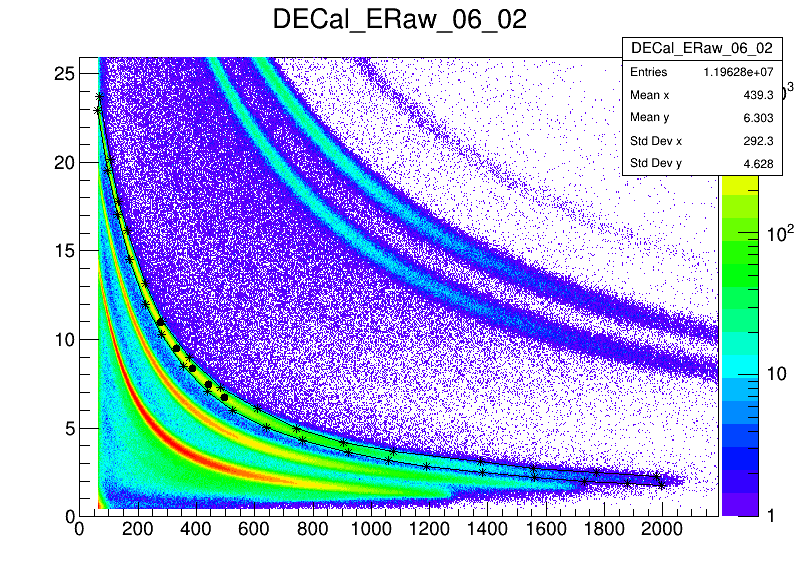 DECal_ERaw_06_02
DECal_ERaw_06_02
Entries 1.19628e+07
Mean x 439.3
Mean y 6.303
Std Dev x 292.3
Std Dev y 4.628
25
20
15
10
5
0
0 200 400 600 800 1000 1200 1400 1600 1800 2000
10²
10
1